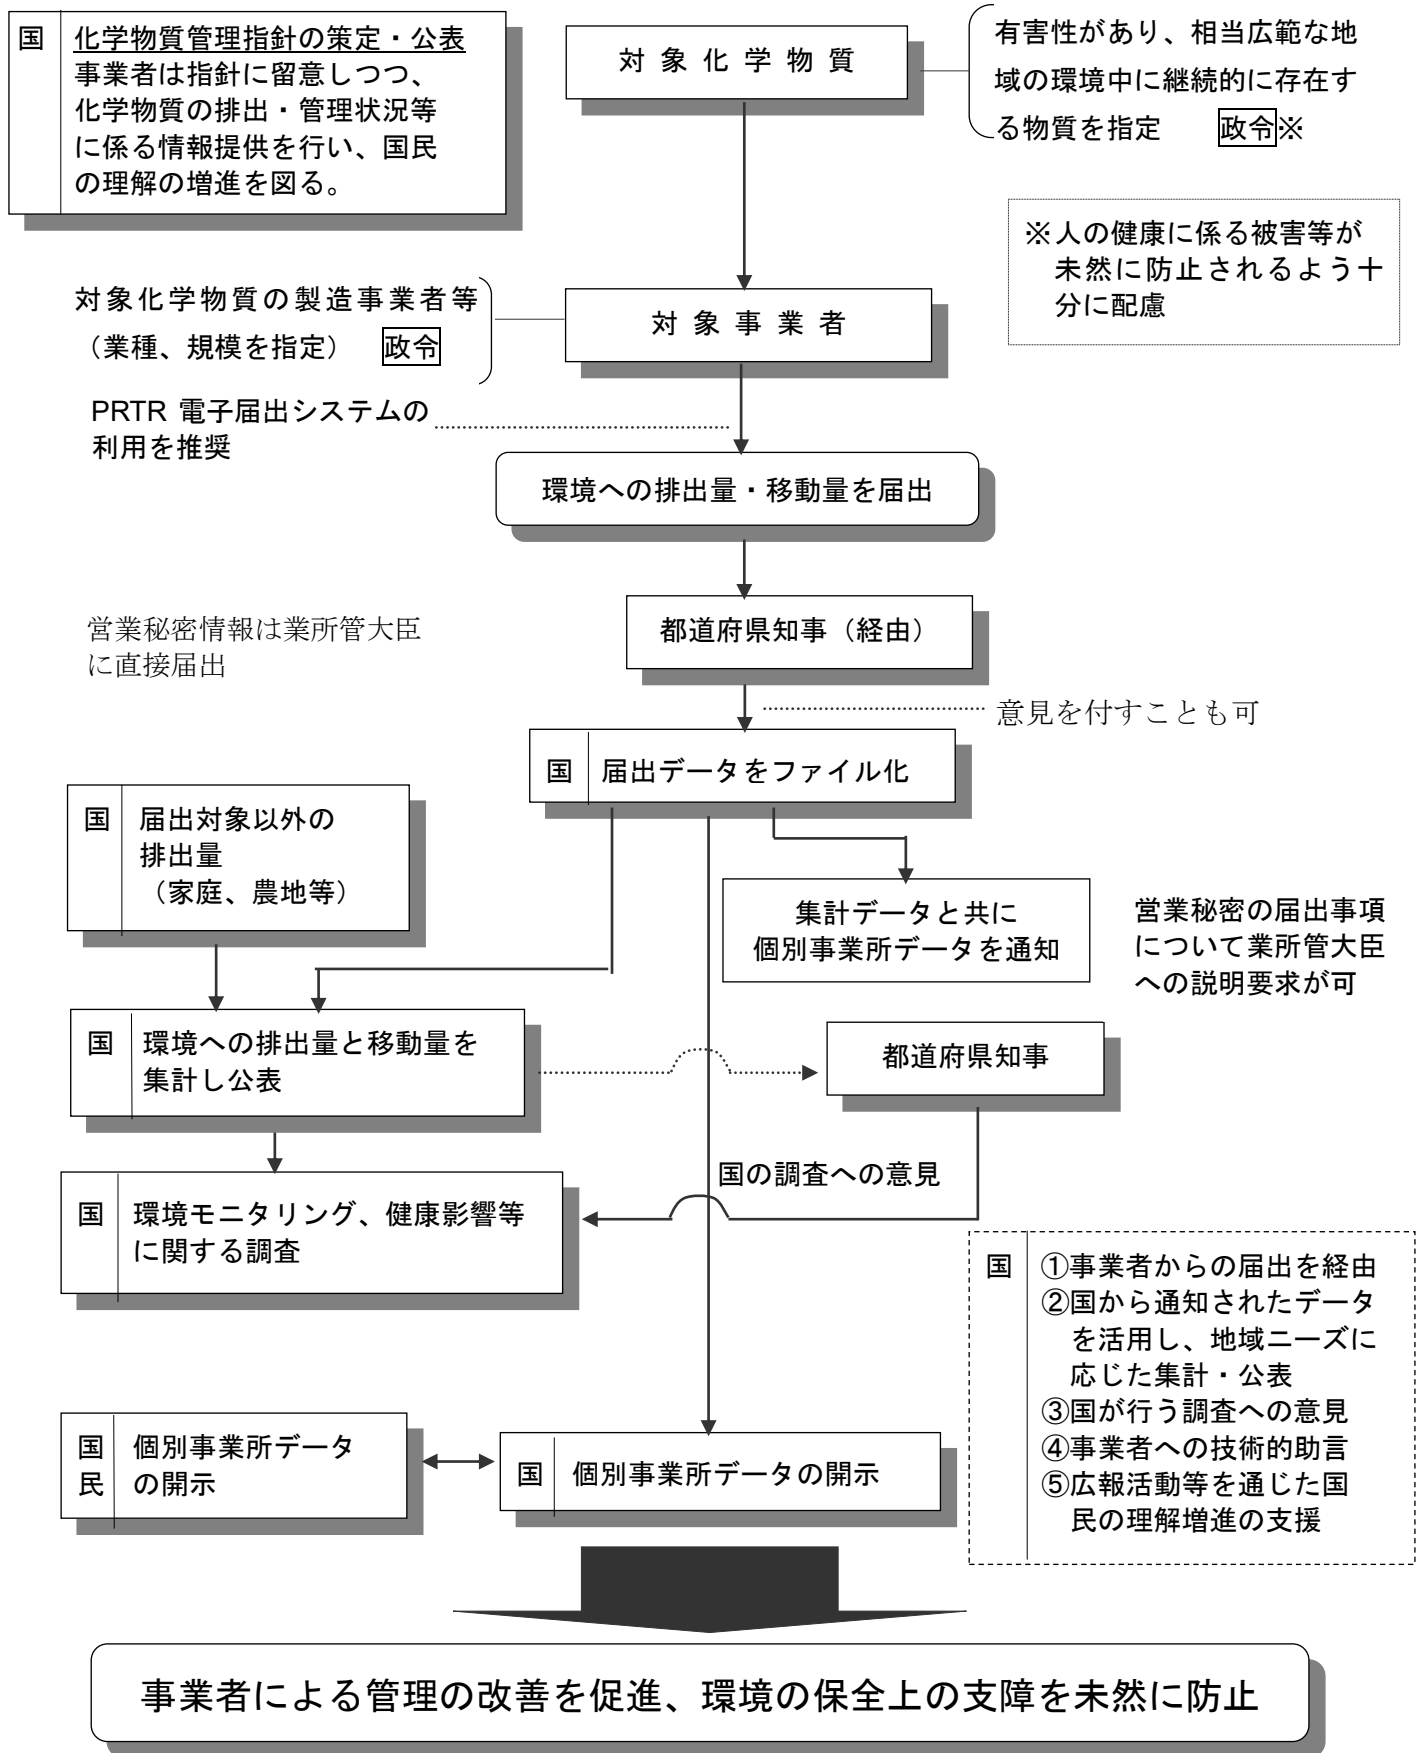 国
化学物質管理指針の策定・公表
事業者は指針に留意しつつ、
化学物質の排出・管理状況等
に係る情報提供を行い、国民
の理解の増進を図る。
対象化学物質
有害性があり、相当広範な地
域の環境中に継続的に存在す
る物質を指定 政令※
※人の健康に係る被害等が
未然に防止されるよう十
分に配慮
対象化学物質の製造事業者等
（業種、規模を指定） 政令
対象事業者
PRTR 電子届出システムの
利用を推奨
環境への排出量・移動量を届出
都道府県知事（経由）
営業秘密情報は業所管大臣
に直接届出
意見を付すことも可
国 届出データをファイル化
国 届出対象以外の
排出量
（家庭、農地等）
集計データと共に
個別事業所データを通知
営業秘密の届出事項
について業所管大臣
への説明要求が可
国 環境への排出量と移動量を
集計し公表
都道府県知事
国の調査への意見
国 環境モニタリング、健康影響等
に関する調査
国 ①事業者からの届出を経由
②国から通知されたデータ
を活用し、地域ニーズに
応じた集計・公表
③国が行う調査への意見
④事業者への技術的助言
⑤広報活動等を通じた国
民の理解増進の支援
国民 個別事業所データ
の開示
国 個別事業所データの開示
事業者による管理の改善を促進、環境の保全上の支障を未然に防止